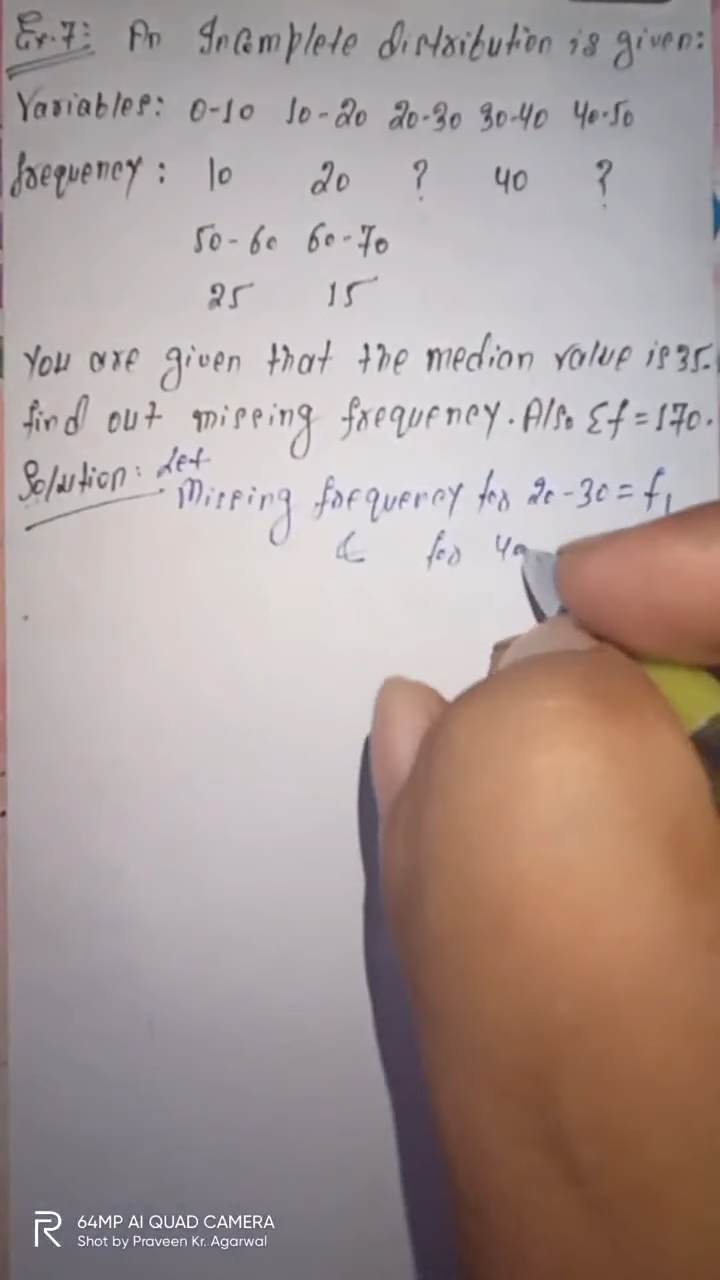 Ex.7: An Incomplete distribution is given:
Variables: 0-10 10-20 20-30 30-40 40-50
frequency: 10 20 ? 40 ?
50-60 60-70
25 15
You are given that the median value is 35.
find out missing frequency. Also Σf = 170.
Solution: let
Missing frequency for 20-30 = f1
& for 40
64MP AI QUAD CAMERA
Shot by Praveen Kr. Agarwal